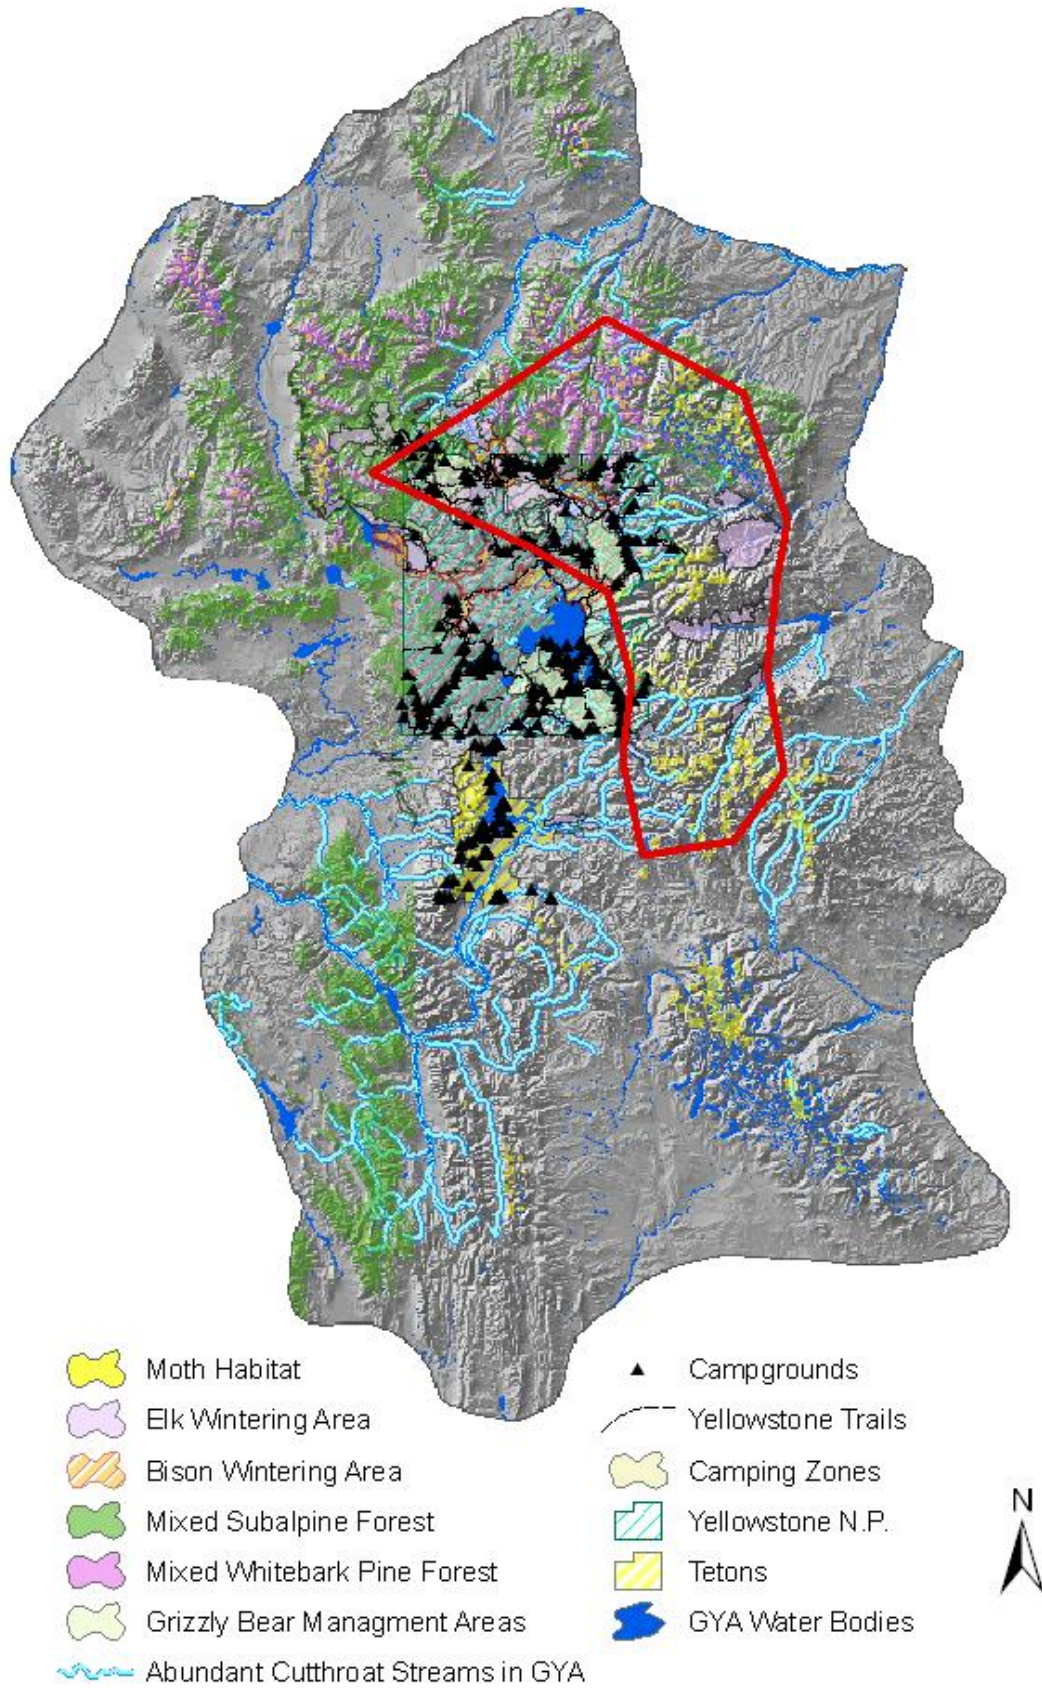 Moth Habitat
Elk Wintering Area
Bison Wintering Area
Mixed Subalpine Forest
Mixed Whitebark Pine Forest
Grizzly Bear Managment Areas
Abundant Cutthroat Streams in GYA
Campgrounds
Yellowstone Trails
Camping Zones
Yellowstone N.P.
Tetons
GYA Water Bodies
N